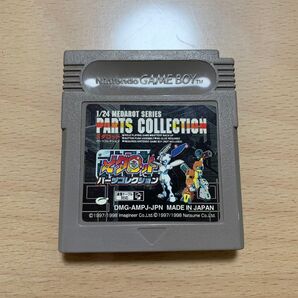 Nintendo GAME BOY TM
1/24 MEDAROT SERIES
PARTS COLLECTION
メダロット
パーツコレクション
DMG-AMPJ-JPN MADE IN JAPAN
©1997·1998 Imagineer Co.,Ltd. ©1997·1998 Natsume Co.,Ltd.